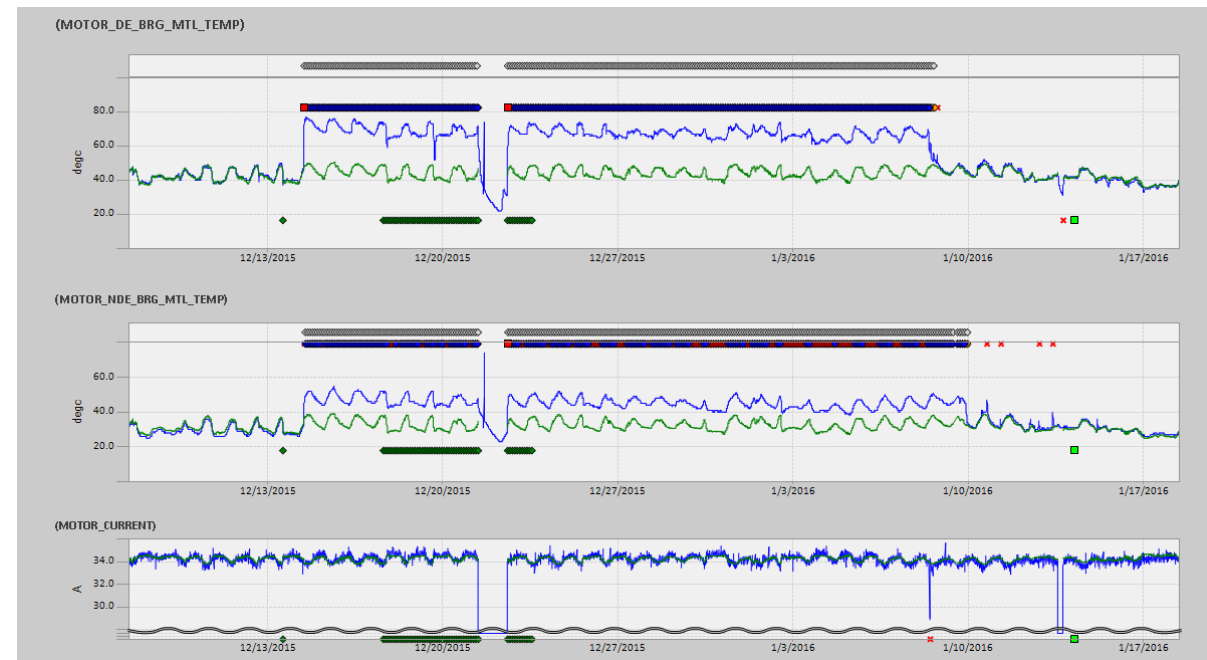 (MOTOR_DE_BRG_MTL_TEMP)
80.0
60.0
40.0
20.0
degc
12/13/2015 12/20/2015 12/27/2015 1/3/2016 1/10/2016 1/17/2016
(MOTOR_NDE_BRG_MTL_TEMP)
60.0
40.0
20.0
degc
12/13/2015 12/20/2015 12/27/2015 1/3/2016 1/10/2016 1/17/2016
(MOTOR_CURRENT)
34.0
32.0
30.0
A
12/13/2015 12/20/2015 12/27/2015 1/3/2016 1/10/2016 1/17/2016